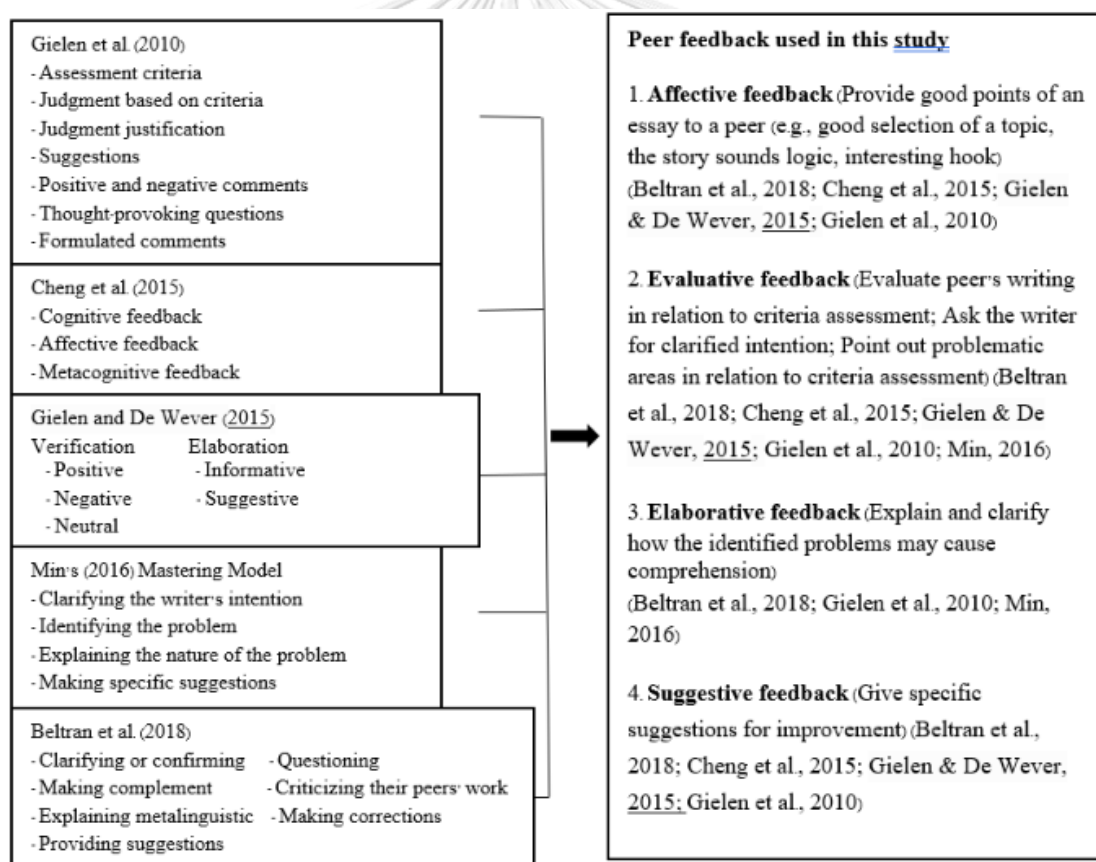 Gielen et al. (2010)
- Assessment criteria
- Judgment based on criteria
- Judgment justification
- Suggestions
- Positive and negative comments
- Thought-provoking questions
- Formulated comments
Cheng et al. (2015)
- Cognitive feedback
- Affective feedback
- Metacognitive feedback
Gielen and De Wever (2015)
Verification Elaboration
- Positive - Informative
- Negative - Suggestive
- Neutral
Min's (2016) Mastering Model
- Clarifying the writer's intention
- Identifying the problem
- Explaining the nature of the problem
- Making specific suggestions
Beltran et al. (2018)
- Clarifying or confirming - Questioning
- Making complement - Criticizing their peers' work
- Explaining metalinguistic - Making corrections
- Providing suggestions
Peer feedback used in this study
1. Affective feedback (Provide good points of an
essay to a peer (e.g., good selection of a topic,
the story sounds logic, interesting hook)
(Beltran et al., 2018; Cheng et al., 2015; Gielen
& De Wever, 2015; Gielen et al., 2010)
2. Evaluative feedback (Evaluate peer's writing
in relation to criteria assessment; Ask the writer
for clarified intention; Point out problematic
areas in relation to criteria assessment) (Beltran
et al., 2018; Cheng et al., 2015; Gielen & De
Wever, 2015; Gielen et al., 2010; Min, 2016)
3. Elaborative feedback (Explain and clarify
how the identified problems may cause
comprehension)
(Beltran et al., 2018; Gielen et al., 2010; Min,
2016)
4. Suggestive feedback (Give specific
suggestions for improvement) (Beltran et al.,
2018; Cheng et al., 2015; Gielen & De Wever,
2015; Gielen et al., 2010)